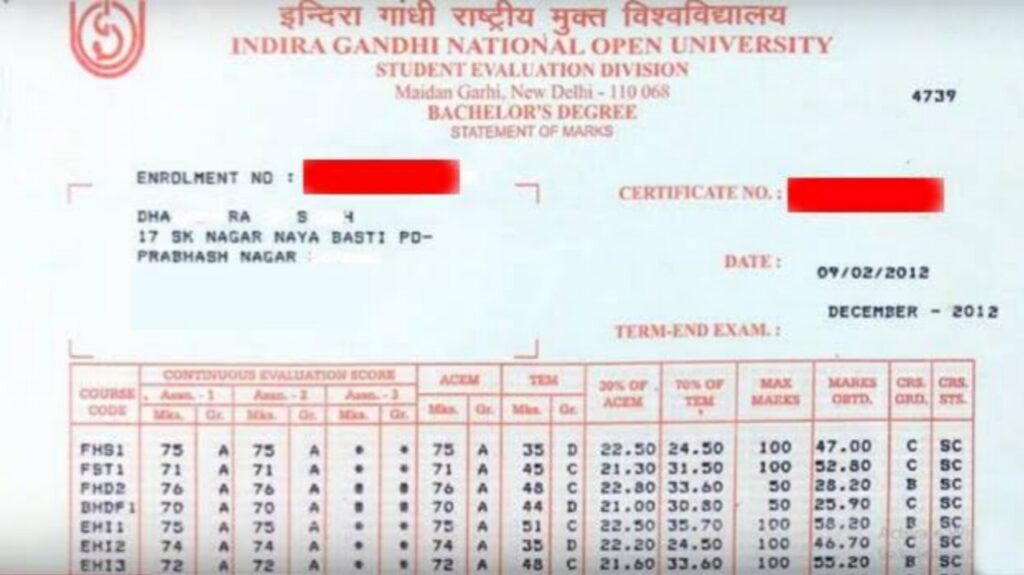 इन्दिरा गाँधी राष्ट्रीय मुक्त विश्वविद्यालय
INDIRA GANDHI NATIONAL OPEN UNIVERSITY
STUDENT EVALUATION DIVISION
Maidan Garhi, New Delhi - 110 068
4739
BACHELOR'S DEGREE
STATEMENT OF MARKS
ENROLMENT NO :
CERTIFICATE NO. :
DHA RA S H
17 SK NAGAR NAYA BASTI PO-
PRABHASH NAGAR
DATE : 09/02/2012
TERM-END EXAM. : DECEMBER - 2012
COURSE CODE CONTINUOUS EVALUATION SCORE ACEM TEM 30% OF ACEM 70% OF TEM MAX MARKS MARKS OBTD. CRS. GRD. CRS. STS.
Assn. - 1 Assn. - 2 Assn. - 3
Mks. Gr. Mks. Gr. Mks. Gr. Mks. Gr. Mks. Gr.
FHS1 75 A 75 A * * 75 A 35 D 22.50 24.50 100 47.00 C SC
FST1 71 A 71 A * * 71 A 45 C 21.30 31.50 100 52.80 C SC
FHD2 76 A 76 A * * 76 A 48 C 22.80 33.60 50 28.20 B SC
BHDF1 70 A 70 A * * 70 A 44 D 21.00 30.80 50 25.90 C SC
EHI1 75 A 75 A * * 75 A 51 C 22.50 35.70 100 58.20 B SC
EHI2 74 A 74 A * * 74 A 35 D 22.20 24.50 100 46.70 C SC
EHI3 72 A 72 A * * 72 A 48 C 21.60 33.60 100 55.20 B SC